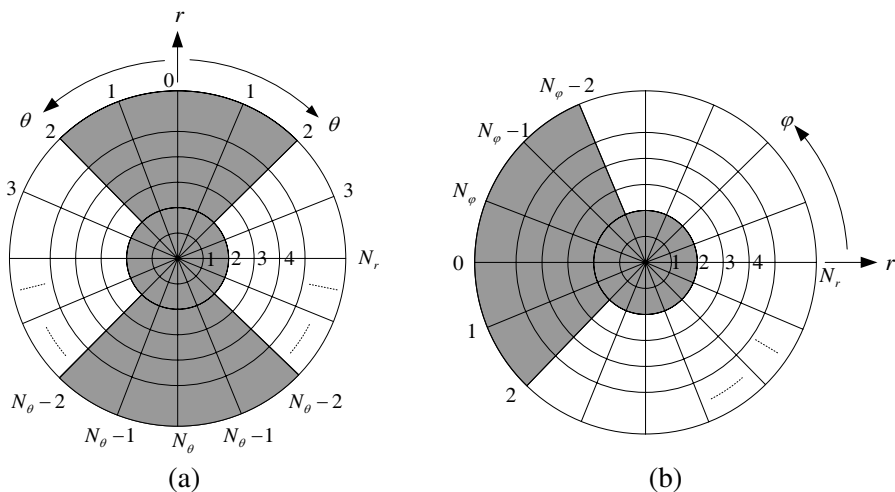 r
0
1 1
θ θ
2 2
3 3
1 2 3 4 N_r
N_θ −2 N_θ −2
N_θ −1 N_θ N_θ −1
(a)
N_φ −2
N_φ −1
φ
N_φ
0 1 2 3 4 N_r r
1
2
(b)